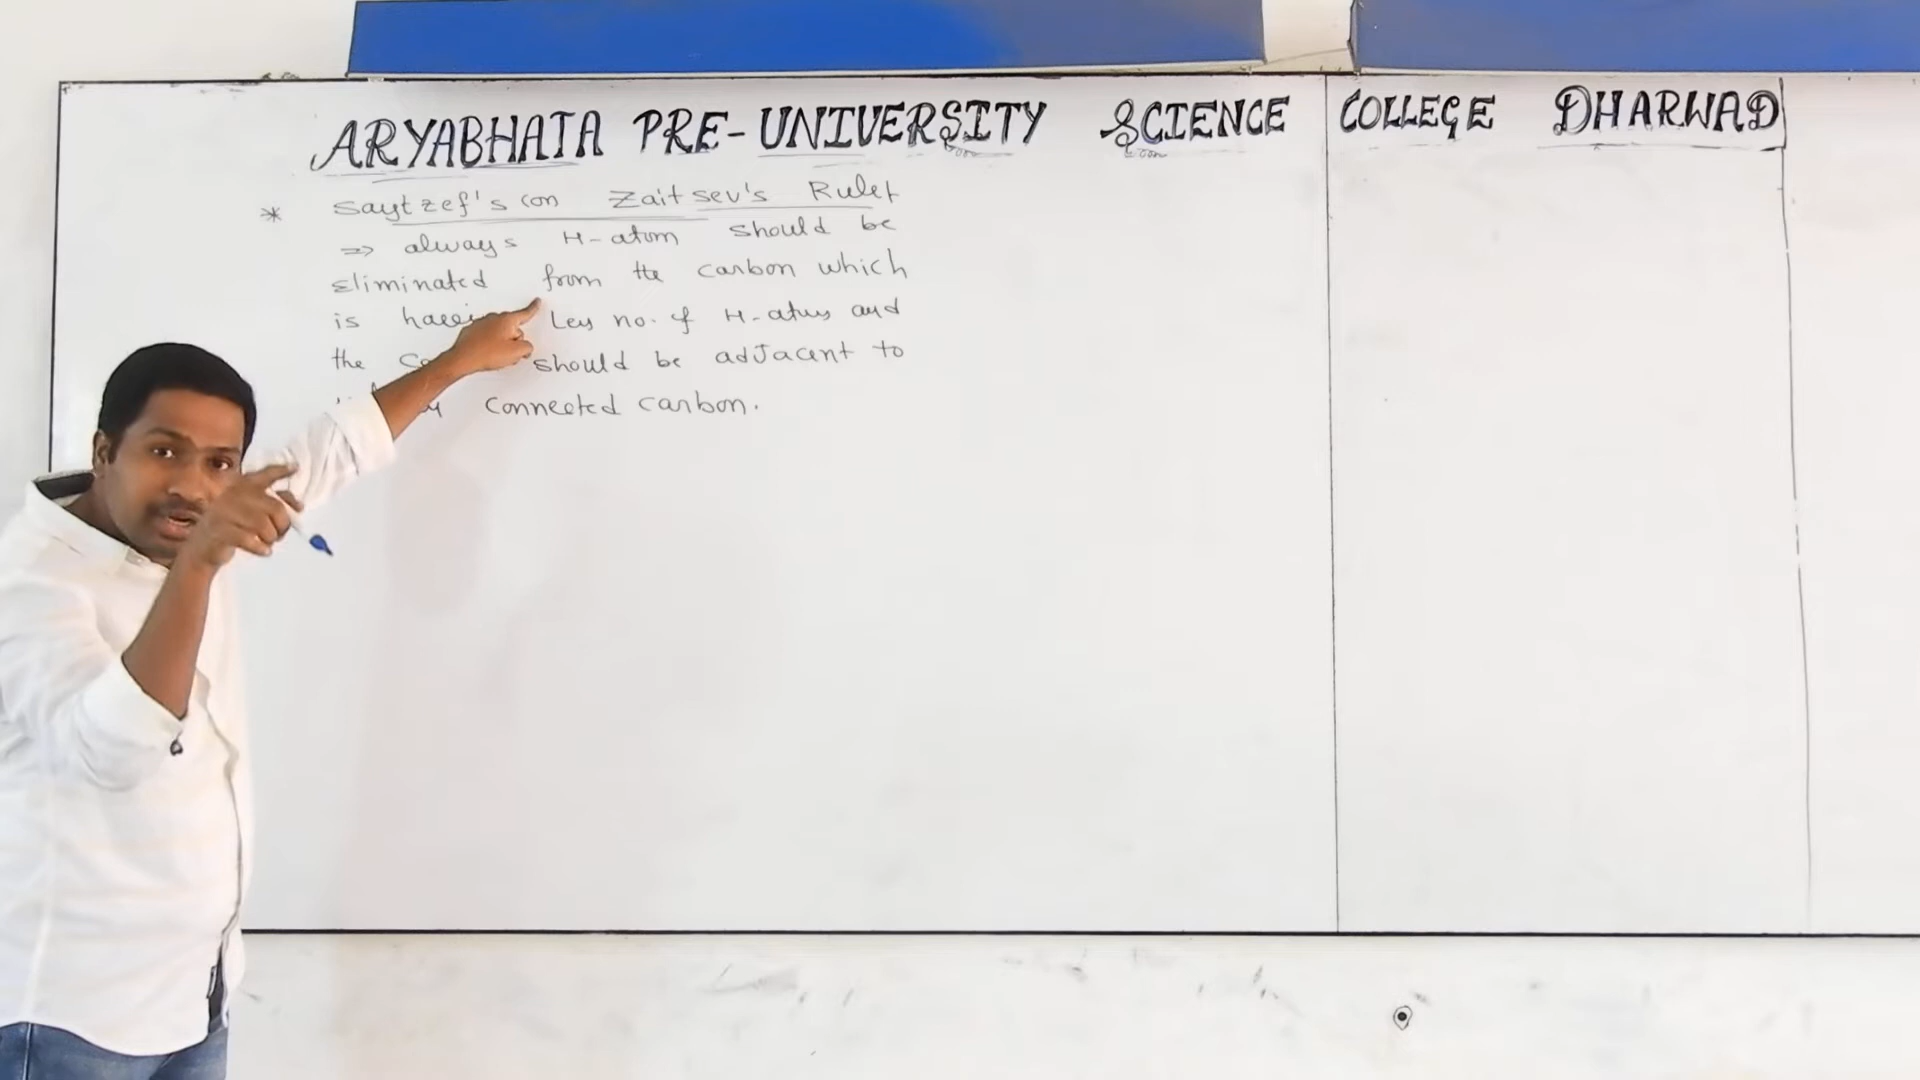 ARYABHATA PRE-UNIVERSITY SCIENCE COLLEGE DHARWAD
* Saytzef's (or) Zaitsev's Rule
⇒ always H-atom should be
eliminated from the carbon which
is Less no. of H-atoms and
the should be adjacent to
connected carbon.